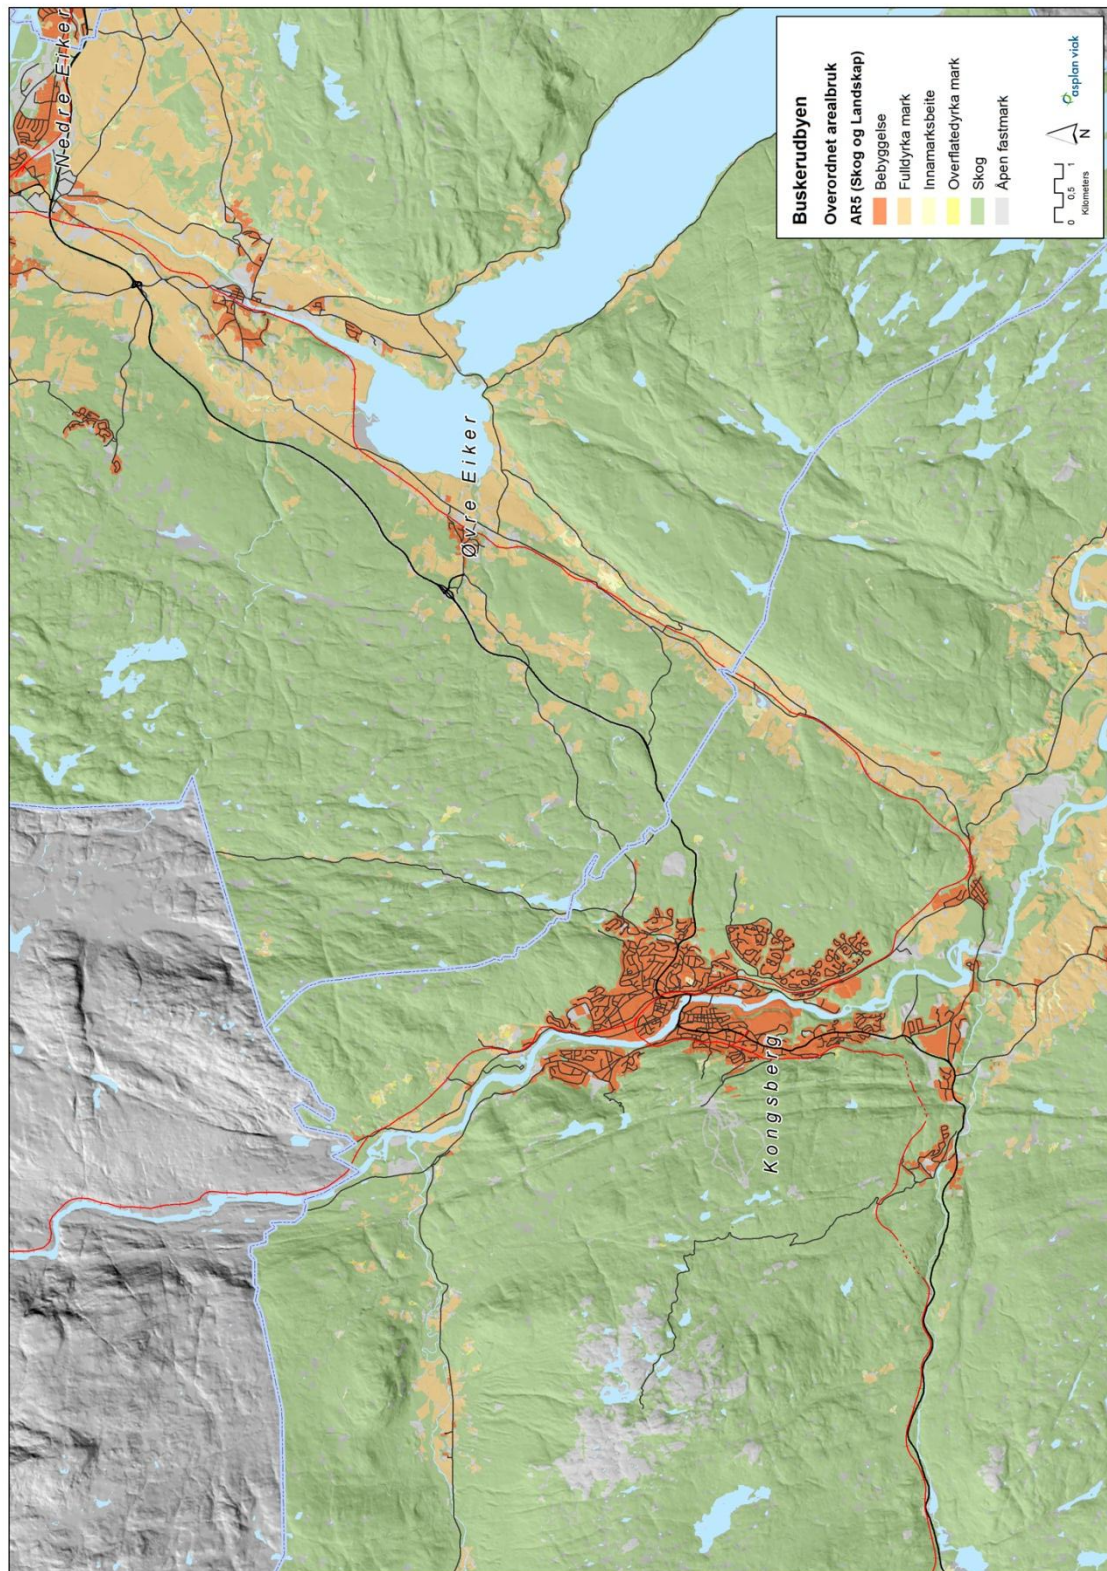 Nedre Eiker
Øvre Eiker
Kongsberg
Buskerudbyen
Overordnet arealbruk
AR5 (Skog og Landskap)
Bebyggelse
Fulldyrka mark
Innamarksbeite
Overflatedyrka mark
Skog
Åpen fastmark
0 0,5 1
Kilometers
N
asplan viak